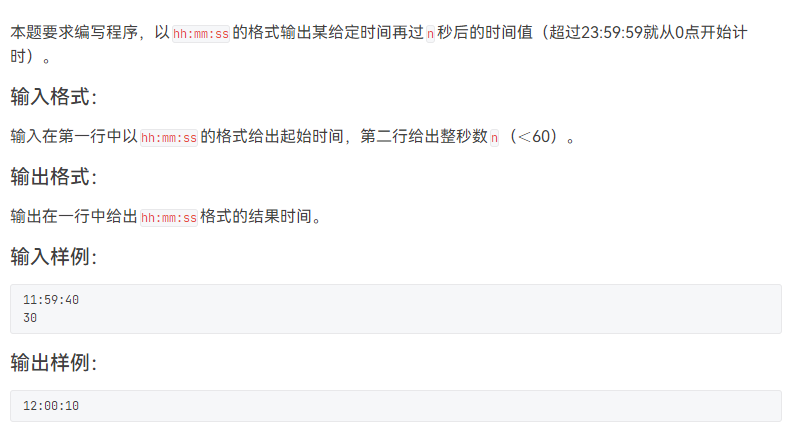 本题要求编写程序，以hh:mm:ss的格式输出某给定时间再过n秒后的时间值（超过23:59:59就从0点开始计
时）。
输入格式：
输入在第一行中以hh:mm:ss的格式给出起始时间，第二行给出整秒数n（<60）。
输出格式：
输出在一行中给出hh:mm:ss格式的结果时间。
输入样例：
11:59:40
30
输出样例：
12:00:10